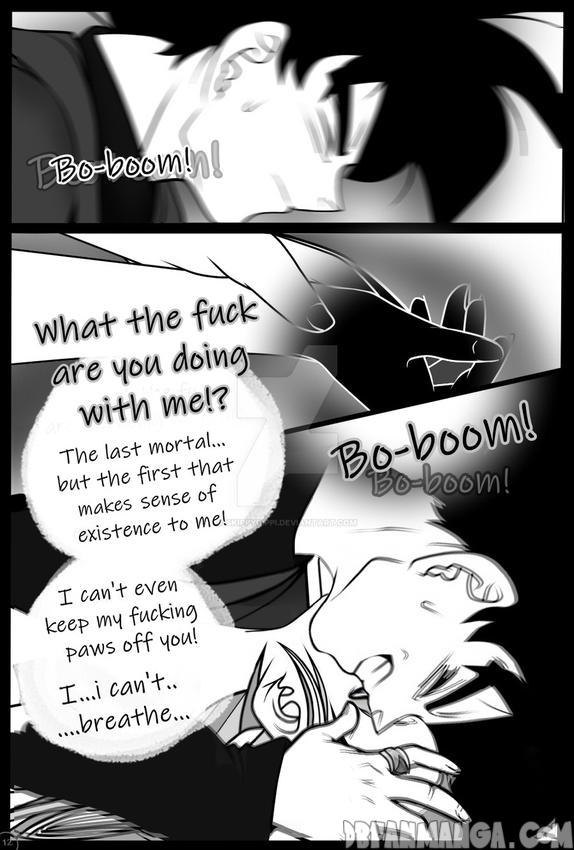 Bo-boom!
What the fuck
are you doing
with me!?
The last mortal...
but the first that
makes sense of
existence to me!
Bo-boom!
Bo-boom!
I can't even
keep my fucking
paws off you!
I...i can't..
....breathe...
DBFANMANGA.COM
12